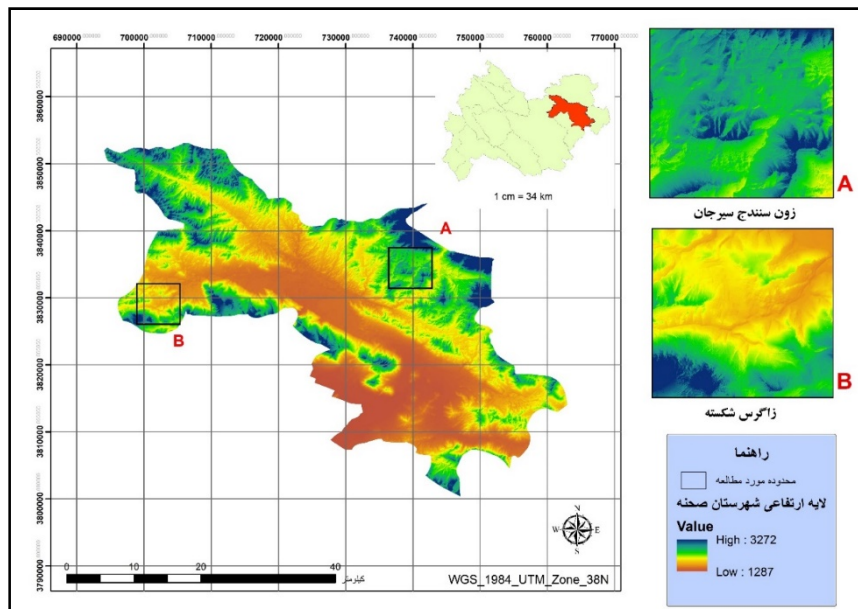 690000 700000 710000 720000 730000 740000 750000 760000 770000
3860000
3850000
3840000
3830000
3820000
3810000
3800000
3790000
1 cm = 34 km
A
B
0 10 20 40
کیلومتر
WGS_1984_UTM_Zone_38N
N
W E
S
A
زون سنندج سیرجان
B
زاگرس شکسته
راهنما
محدوده مورد مطالعه
لایه ارتفاعی شهرستان صحنه
Value
High : 3272
Low : 1287